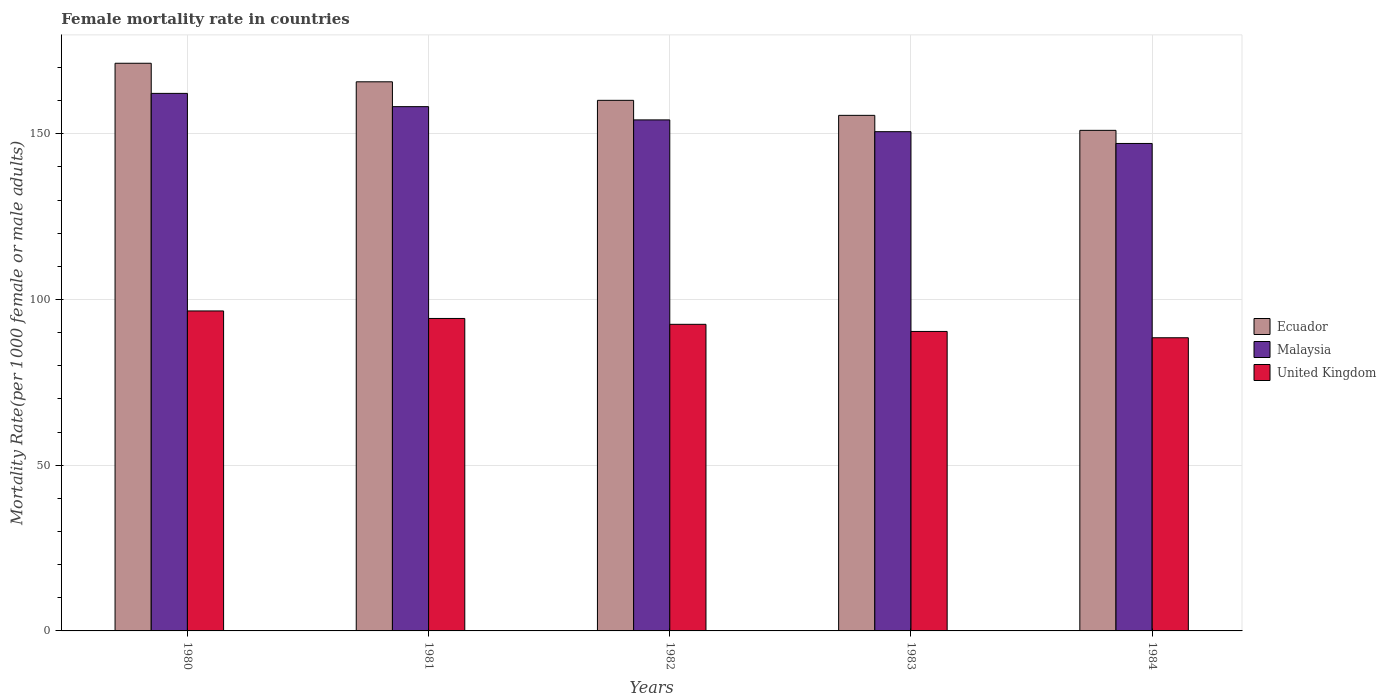 Female mortality rate in countries
Mortality Rate(per 1000 female or male adults)
150
100
50
0
1980
1981
1982
1983
1984
Years
Ecuador
Malaysia
United Kingdom